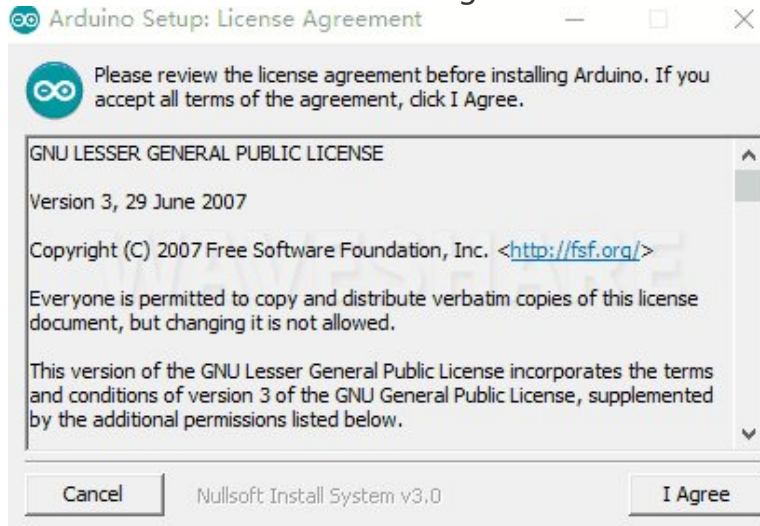 Arduino Setup: License Agreement
Please review the license agreement before installing Arduino. If you
accept all terms of the agreement, click I Agree.
GNU LESSER GENERAL PUBLIC LICENSE
Version 3, 29 June 2007
Copyright (C) 2007 Free Software Foundation, Inc. <http://fsf.org/>
Everyone is permitted to copy and distribute verbatim copies of this license
document, but changing it is not allowed.
This version of the GNU Lesser General Public License incorporates the terms
and conditions of version 3 of the GNU General Public License, supplemented
by the additional permissions listed below.
WAVESHARE
Cancel
Nullsoft Install System v3.0
I Agree